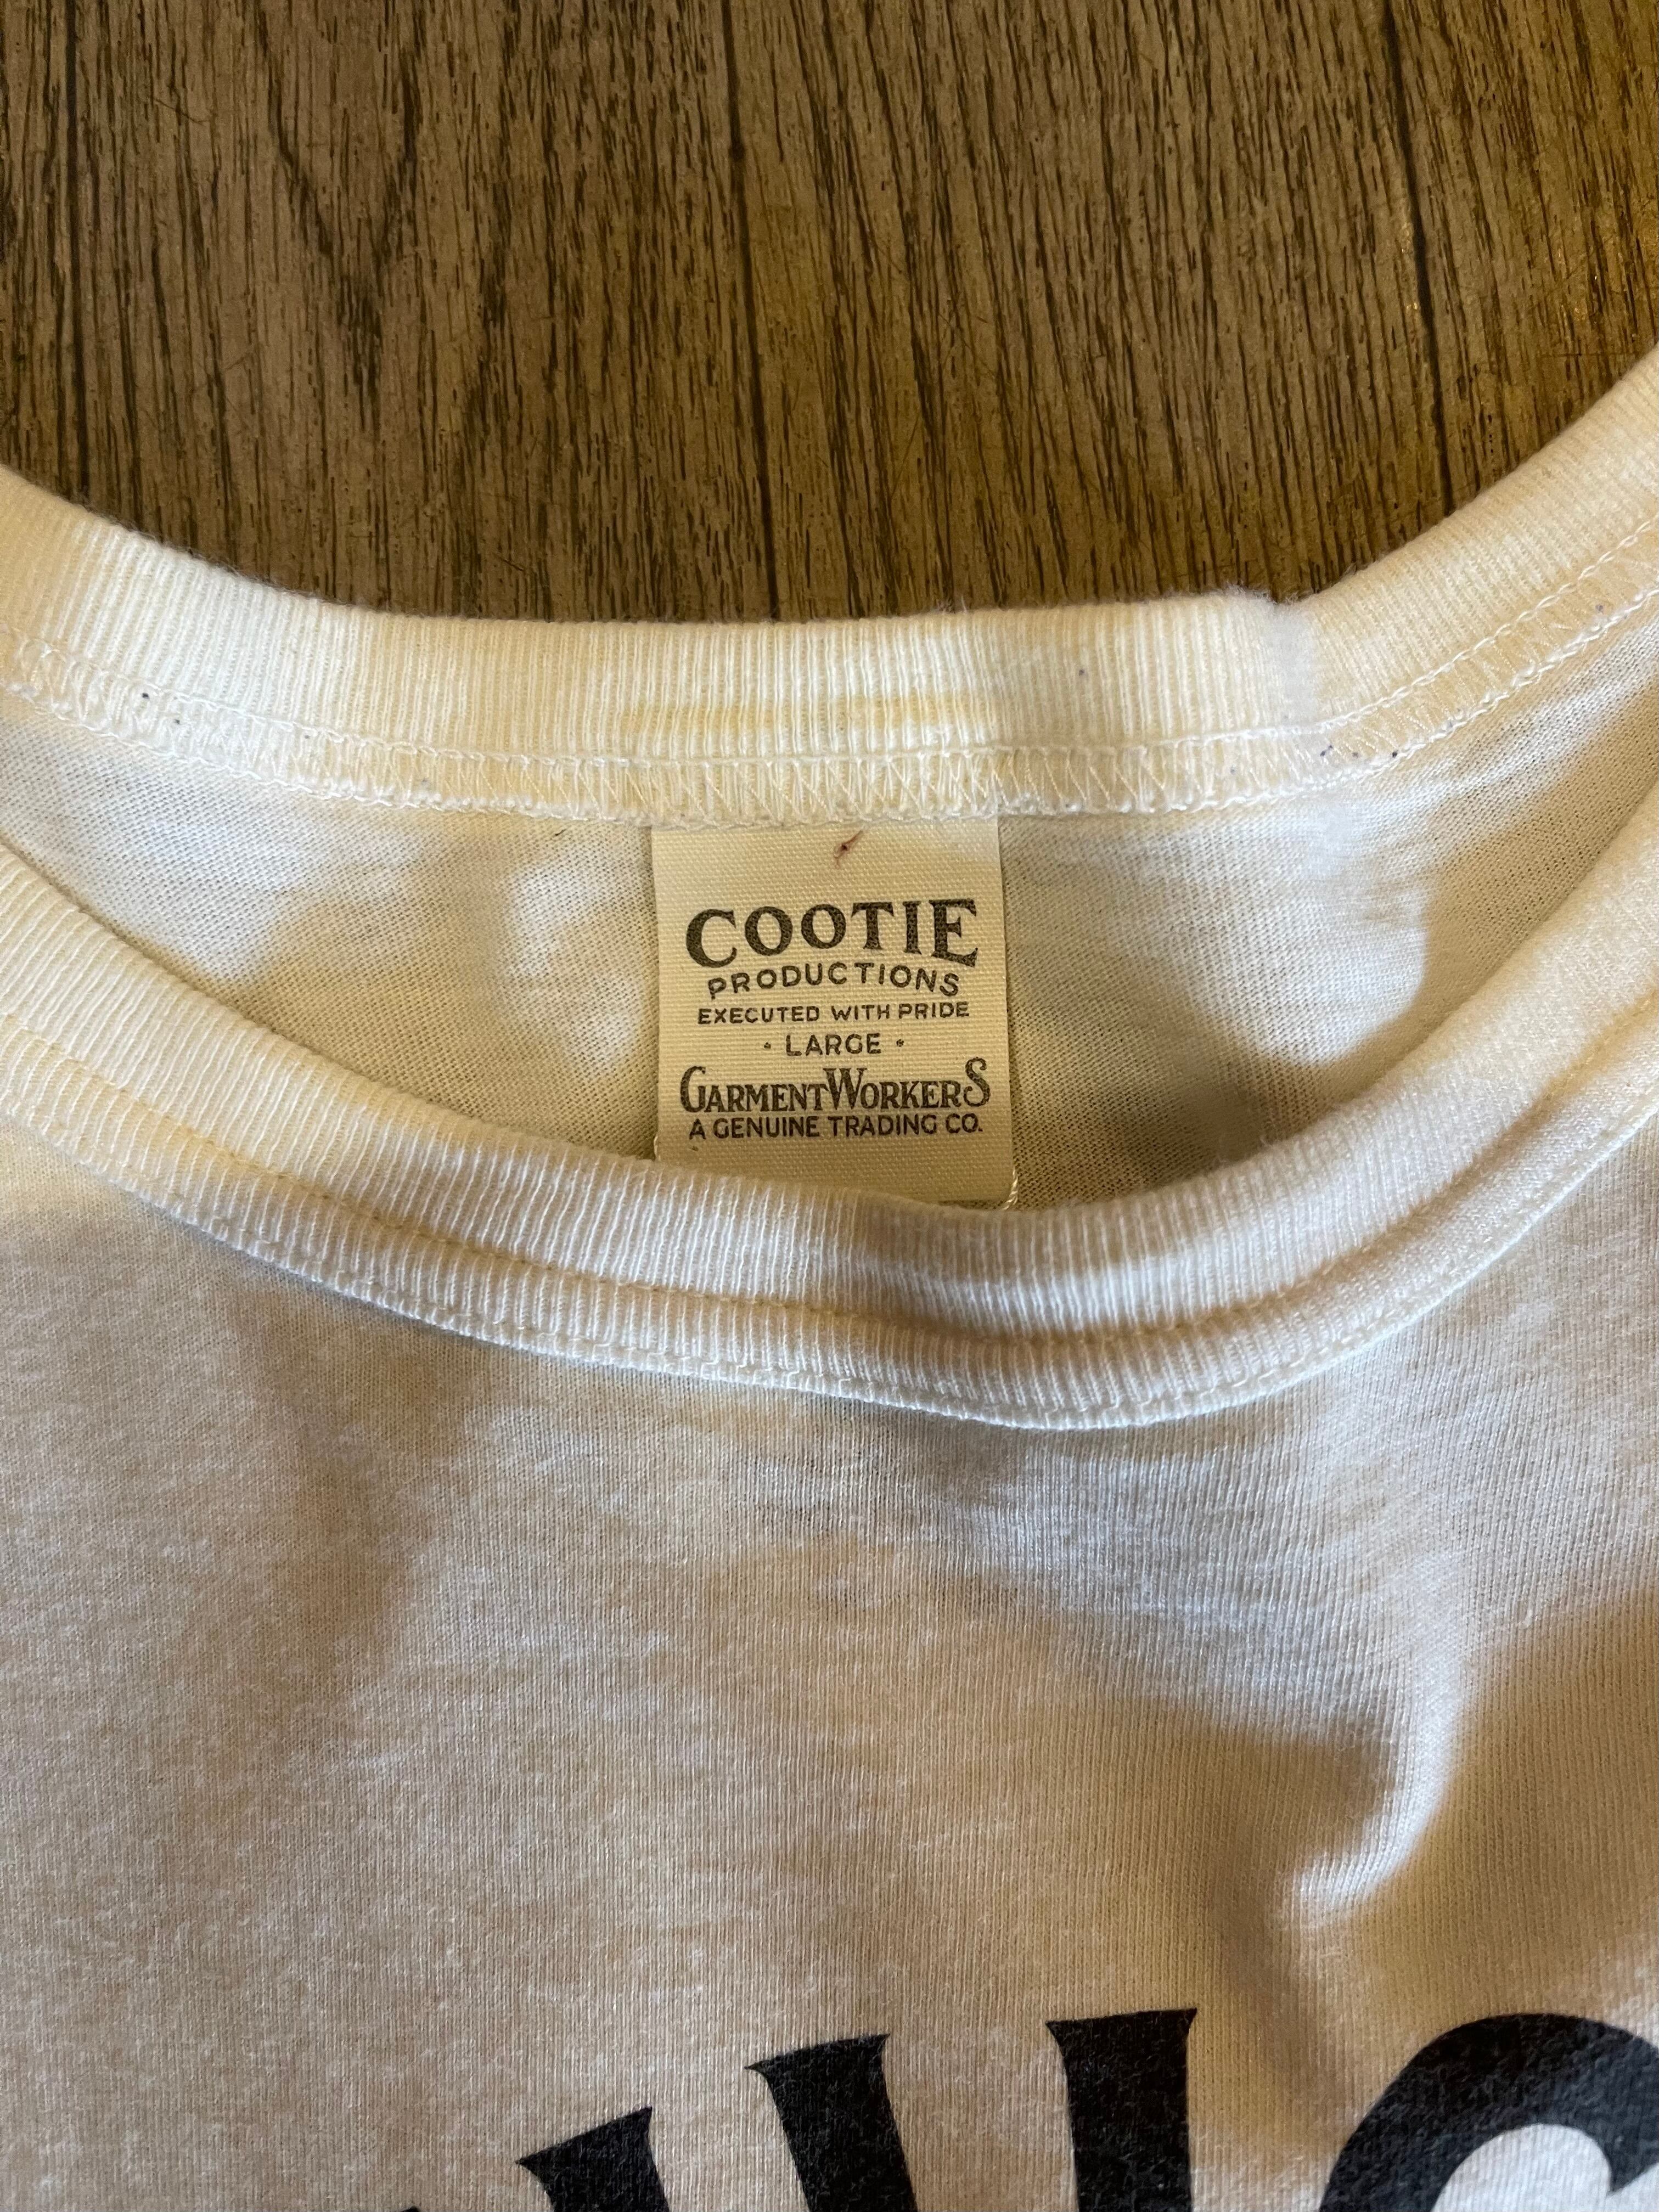 COOTIE
PRODUCTIONS
EXECUTED WITH PRIDE
• LARGE •
GARMENTWORKERS
A GENUINE TRADING CO.